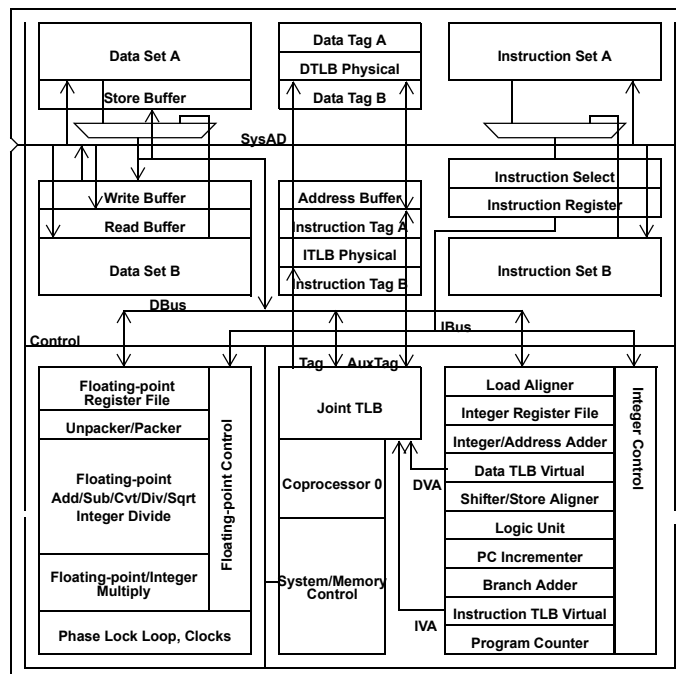 Data Set A
Store Buffer
Data Tag A
DTLB Physical
Data Tag B
Instruction Set A
SysAD
Write Buffer
Read Buffer
Data Set B
Address Buffer
Instruction Tag A
ITLB Physical
Instruction Tag B
Instruction Select
Instruction Register
Instruction Set B
DBus
IBus
Control
Tag
AuxTag
Floating-point
Register File
Unpacker/Packer
Floating-point
Add/Sub/Cvt/Div/Sqrt
Integer Divide
Floating-point/Integer
Multiply
Phase Lock Loop, Clocks
Floating-point Control
Joint TLB
Coprocessor 0
System/Memory
Control
DVA
IVA
Load Aligner
Integer Register File
Integer/Address Adder
Data TLB Virtual
Shifter/Store Aligner
Logic Unit
PC Incrementer
Branch Adder
Instruction TLB Virtual
Program Counter
Integer Control